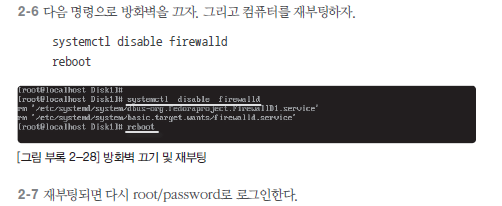 2-6 다음 명령으로 방화벽을 끄자. 그리고 컴퓨터를 재부팅하자.
systemctl disable firewalld
reboot
[root@localhost Disk1]#
[root@localhost Disk1]# systemctl disable firewalld
rm '/etc/systemd/system/dbus-org.fedoraproject.FirewallD1.service'
rm '/etc/systemd/system/basic.target.wants/firewalld.service'
[root@localhost Disk1]# reboot
[그림 부록 2-28] 방화벽 끄기 및 재부팅
2-7 재부팅되면 다시 root/password로 로그인한다.